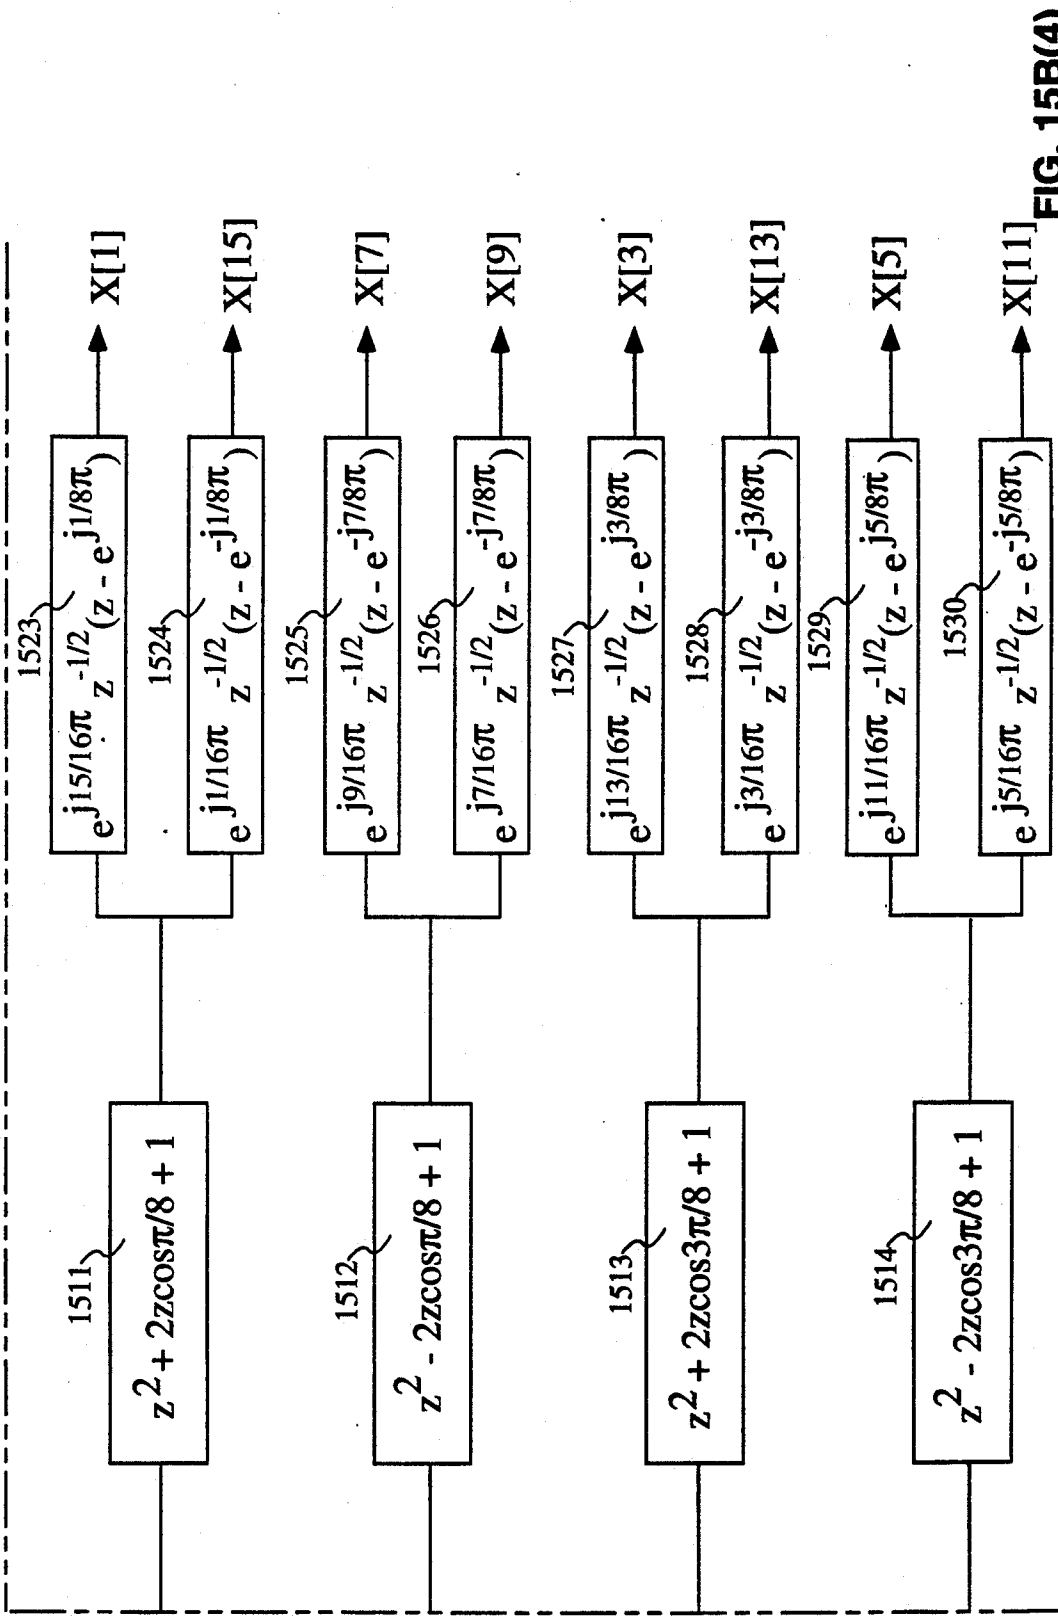 1511
z² + 2zcosπ/8 + 1
1523
e^j15/16π z^-1/2 (z - e^j1/8π)
X[1]
1524
e^j1/16π z^-1/2 (z - e^-j1/8π)
X[15]
1512
z² - 2zcosπ/8 + 1
1525
e^j9/16π z^-1/2 (z - e^-j7/8π)
X[7]
1526
e^j7/16π z^-1/2 (z - e^-j7/8π)
X[9]
1513
z² + 2zcos3π/8 + 1
1527
e^j13/16π z^-1/2 (z - e^j3/8π)
X[3]
1528
e^j3/16π z^-1/2 (z - e^-j3/8π)
X[13]
1514
z² - 2zcos3π/8 + 1
1529
e^j11/16π z^-1/2 (z - e^j5/8π)
X[5]
1530
e^j5/16π z^-1/2 (z - e^-j5/8π)
X[11]
FIG. 15B(4)